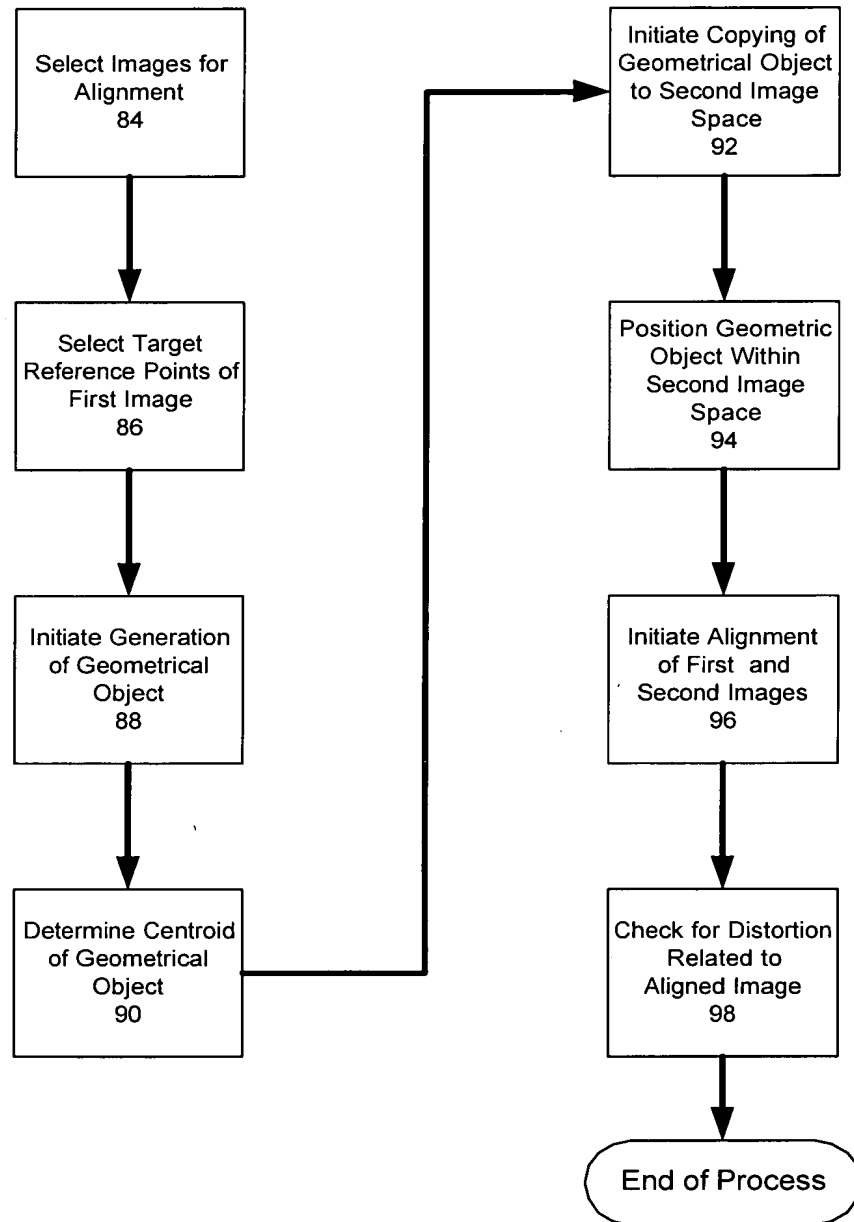 Select Images for
Alignment
84
Select Target
Reference Points of
First Image
86
Initiate Generation
of Geometrical
Object
88
Determine Centroid
of Geometrical
Object
90
Initiate Copying of
Geometrical Object
to Second Image
Space
92
Position Geometric
Object Within
Second Image
Space
94
Initiate Alignment
of First and
Second Images
96
Check for Distortion
Related to
Aligned Image
98
End of Process